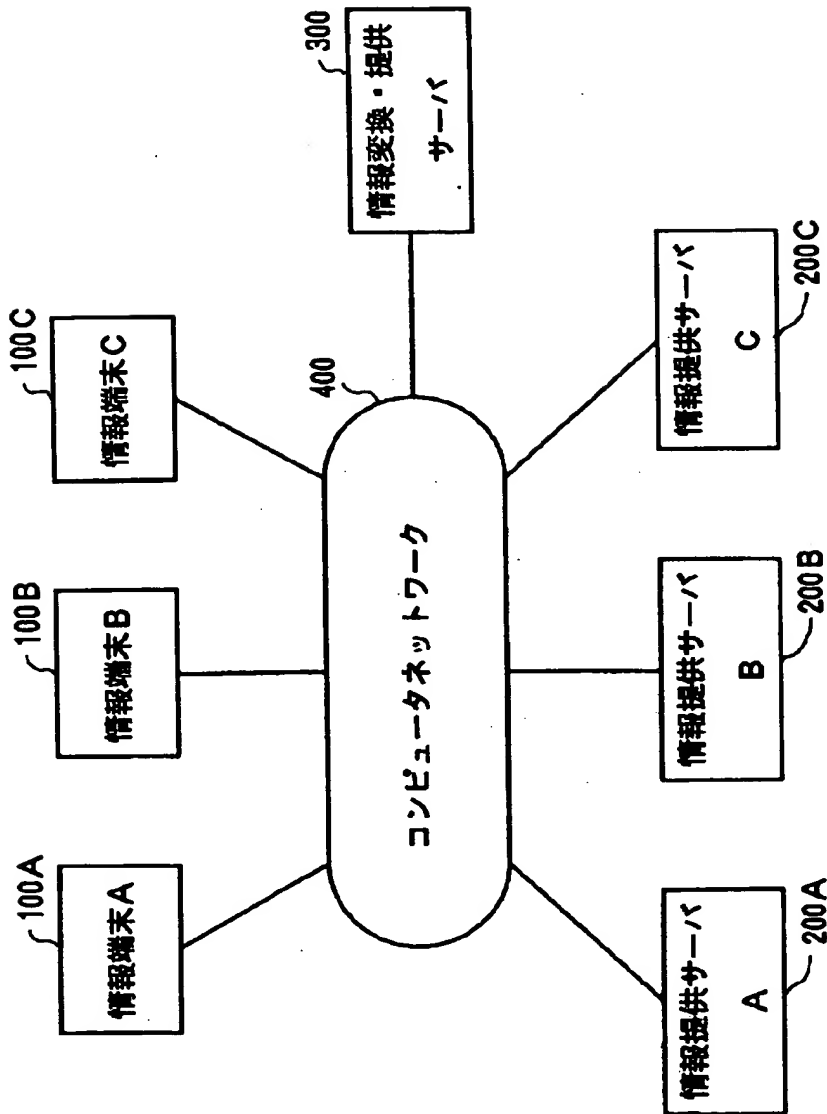 100A
情報端末A
100B
情報端末B
100C
情報端末C
400
コンピュータネットワーク
300
情報変換・提供
サーバ
情報提供サーバ
A
200A
情報提供サーバ
B
200B
情報提供サーバ
C
200C